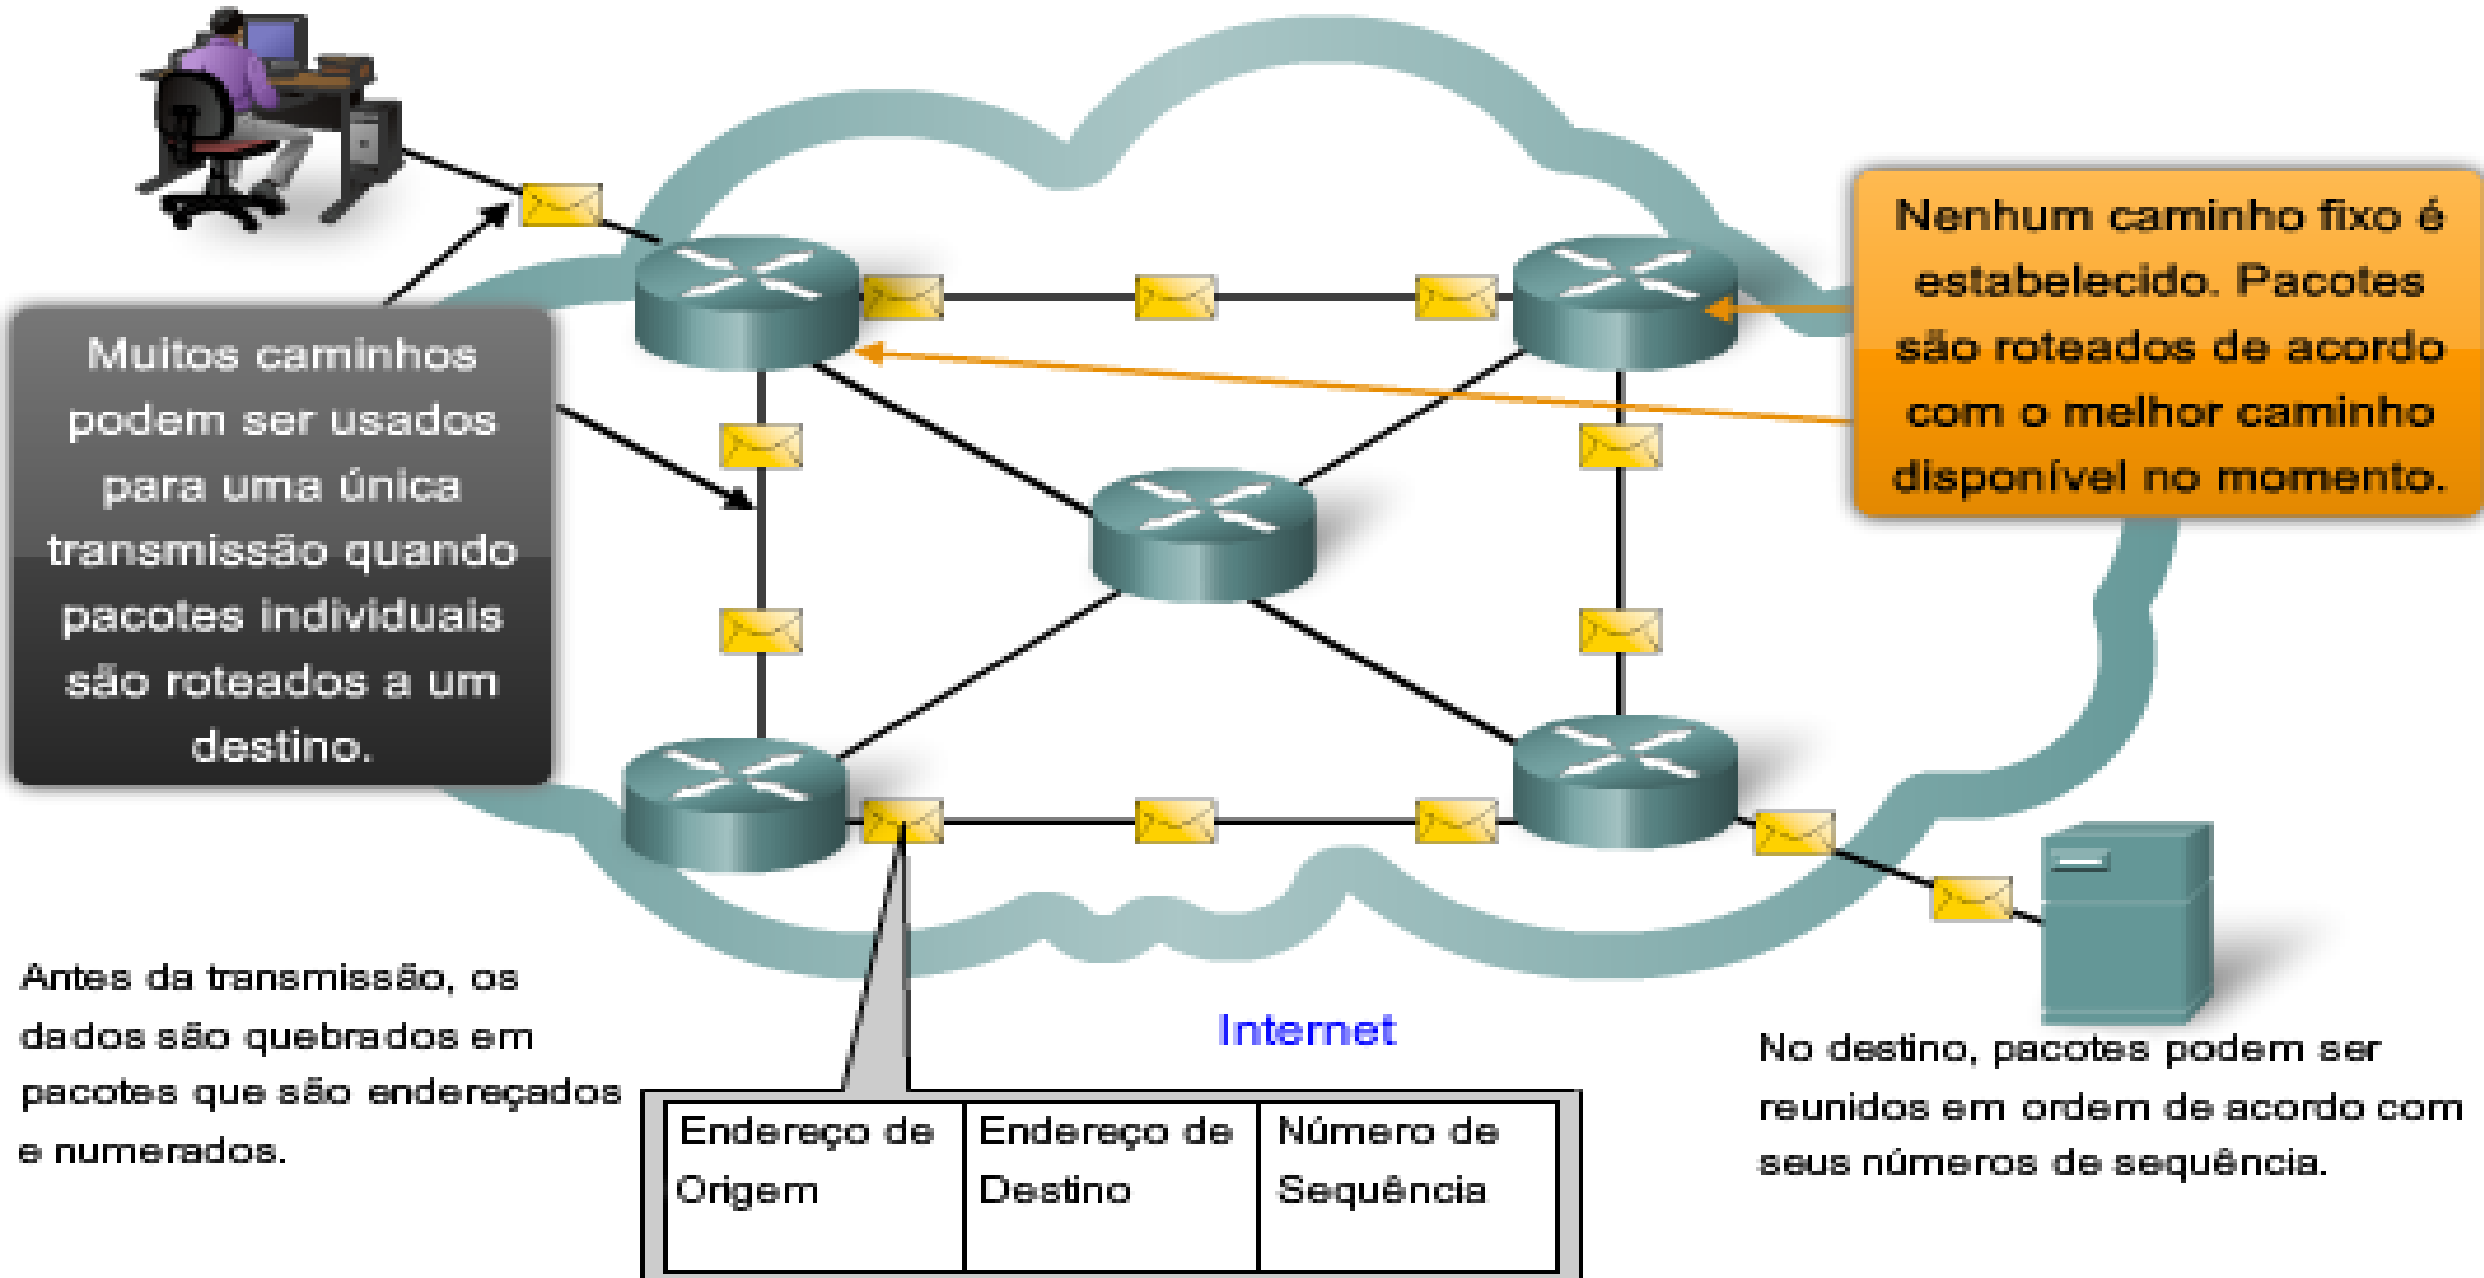 Nenhum caminho fixo é
estabelecido. Pacotes
são roteados de acordo
com o melhor caminho
disponível no momento.
Muitos caminhos
podem ser usados
para uma única
transmissão quando
pacotes individuais
são roteados a um
destino.
Antes da transmissão, os
dados são quebrados em
pacotes que são endereçados
e numerados.
Internet
Endereço de
Origem
Endereço de
Destino
Número de
Sequência
No destino, pacotes podem ser
reunidos em ordem de acordo com
seus números de sequência.